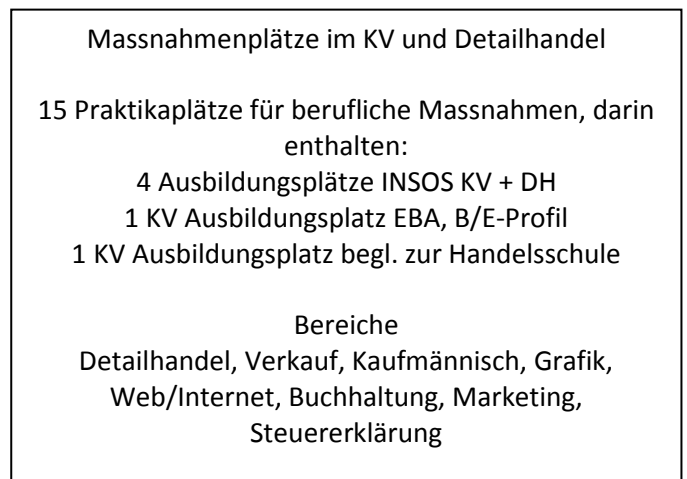 Massnahmenplätze im KV und Detailhandel
15 Praktikaplätze für berufliche Massnahmen, darin
enthalten:
4 Ausbildungsplätze INSOS KV + DH
1 KV Ausbildungsplatz EBA, B/E-Profil
1 KV Ausbildungsplatz begl. zur Handelsschule
Bereiche
Detailhandel, Verkauf, Kaufmännisch, Grafik,
Web/Internet, Buchhaltung, Marketing,
Steuererklärung